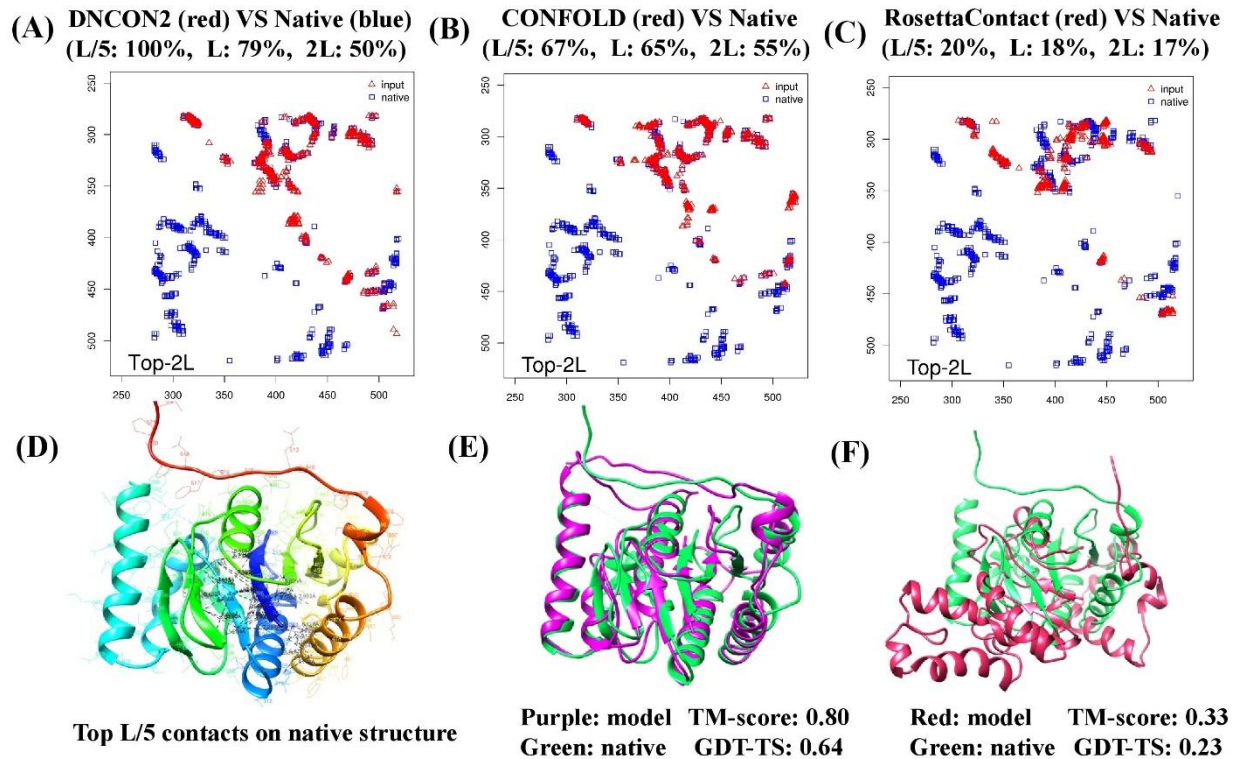 (A) DNCON2 (red) VS Native (blue)
(L/5: 100%, L: 79%, 2L: 50%)
(B) CONFOLD (red) VS Native
(L/5: 67%, L: 65%, 2L: 55%)
(C) RosettaContact (red) VS Native
(L/5: 20%, L: 18%, 2L: 17%)
input
native
250
300
350
400
450
500
Top-2L
250 300 350 400 450 500
input
native
250
300
350
400
450
500
Top-2L
250 300 350 400 450 500
input
native
250
300
350
400
450
500
Top-2L
250 300 350 400 450 500
(D)
Top L/5 contacts on native structure
(E)
Purple: model TM-score: 0.80
Green: native GDT-TS: 0.64
(F)
Red: model TM-score: 0.33
Green: native GDT-TS: 0.23